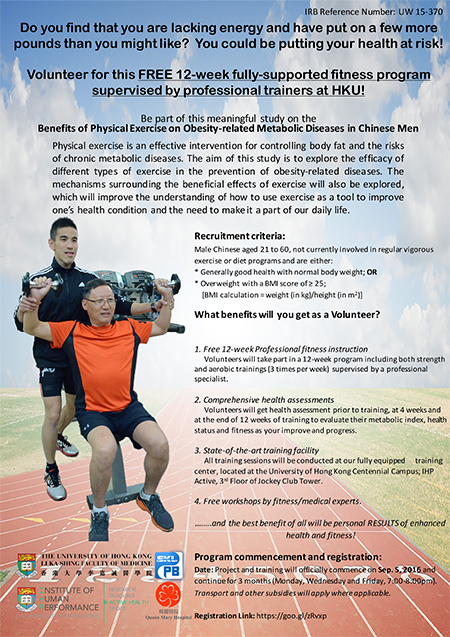 IRB Reference Number: UW 15-370
Do you find that you are lacking energy and have put on a few more
pounds than you might like? You could be putting your health at risk!
Volunteer for this FREE 12-week fully-supported fitness program
supervised by professional trainers at HKU!
Be part of this meaningful study on the
Benefits of Physical Exercise on Obesity-related Metabolic Diseases in Chinese Men
Physical exercise is an effective intervention for controlling body fat and the risks
of chronic metabolic diseases. The aim of this study is to explore the efficacy of
different types of exercise in the prevention of obesity-related diseases. The
mechanisms surrounding the beneficial effects of exercise will also be explored,
which will improve the understanding of how to use exercise as a tool to improve
one's health condition and the need to make it a part of our daily life.
Recruitment criteria:
Male Chinese aged 21 to 60, not currently involved in regular vigorous
exercise or diet programs and are either:
* Generally good health with normal body weight; OR
* Overweight with a BMI score of ≥ 25;
[BMI calculation = weight (in kg)/height (in m²)]
What benefits will you get as a Volunteer?
1. Free 12-week Professional fitness instruction
Volunteers will take part in a 12-week program including both strength
and aerobic trainings (3 times per week) supervised by a professional
specialist.
2. Comprehensive health assessments
Volunteers will get health assessment prior to training, at 4 weeks and
at the end of 12 weeks of training to evaluate their metabolic index, health
status and fitness as your improve and progress.
3. State-of-the-art training facility
All training sessions will be conducted at our fully equipped training
center, located at the University of Hong Kong Centennial Campus; IHP
Active, 3rd Floor of Jockey Club Tower.
4. Free workshops by fitness/medical experts.
........and the best benefit of all will be personal RESULTS of enhanced
health and fitness!
THE UNIVERSITY OF HONG KONG
LI KA SHING FACULTY OF MEDICINE
香港大學李嘉誠醫學院
SKL
PB
INSTITUTE OF
HUMAN
PERFORMANCE
ACTIVE HEALTH
瑪麗醫院
Queen Mary Hospital
Program commencement and registration:
Date: Project and training will officially commence on Sep. 5, 2016 and
continue for 3 months (Monday, Wednesday and Friday, 7:00-8:00pm).
Transport and other subsidies will apply where applicable.
Registration Link: https://goo.gl/zRvxp